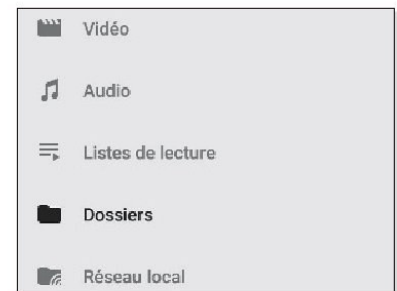 Vidéo
Audio
Listes de lecture
Dossiers
Réseau local